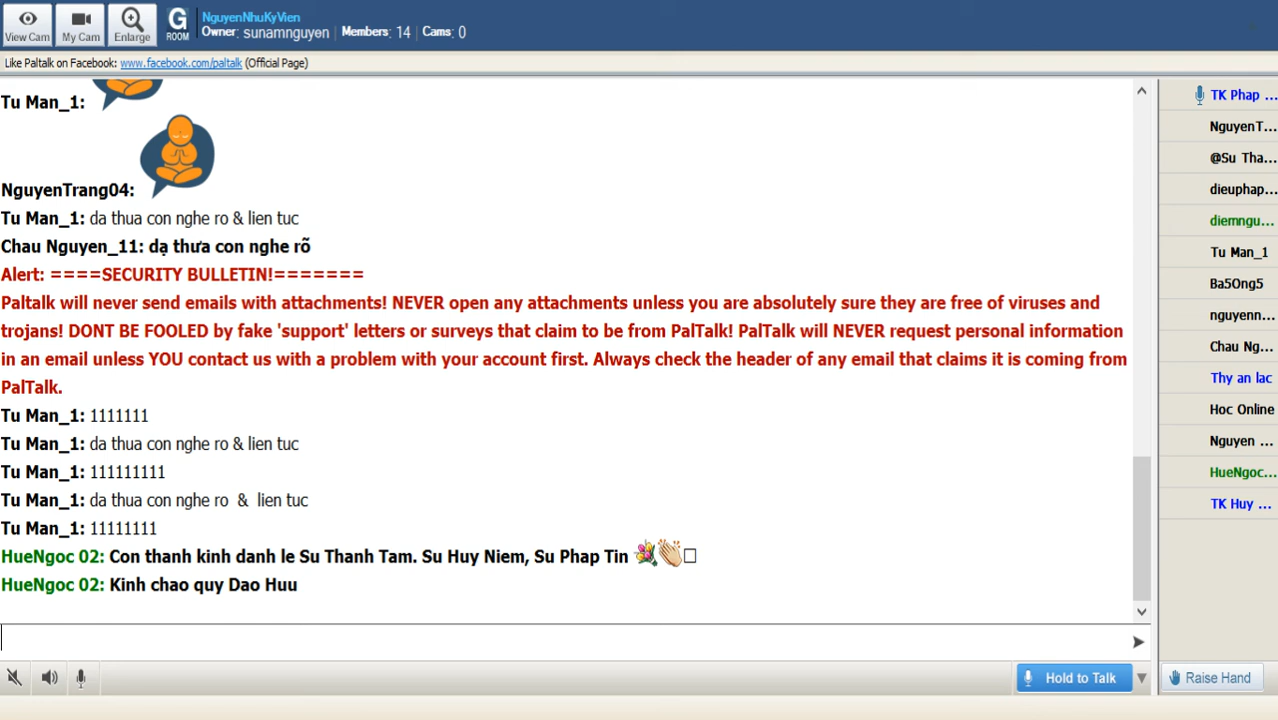 View Cam
My Cam
Enlarge
G
ROOM
NguyenNhuKyVien
Owner: sunamnguyen Members: 14 Cams: 0
Like Paltalk on Facebook: www.facebook.com/paltalk (Official Page)
Tu Man_1:
NguyenTrang04:
Tu Man_1: da thua con nghe ro & lien tuc
Chau Nguyen_11: dạ thưa con nghe rõ
Alert: ====SECURITY BULLETIN!=======
Paltalk will never send emails with attachments! NEVER open any attachments unless you are absolutely sure they are free of viruses and
trojans! DONT BE FOOLED by fake 'support' letters or surveys that claim to be from PalTalk! PalTalk will NEVER request personal information
in an email unless YOU contact us with a problem with your account first. Always check the header of any email that claims it is coming from
PalTalk.
Tu Man_1: 1111111
Tu Man_1: da thua con nghe ro & lien tuc
Tu Man_1: 111111111
Tu Man_1: da thua con nghe ro & lien tuc
Tu Man_1: 11111111
HueNgoc 02: Con thanh kinh danh le Su Thanh Tam. Su Huy Niem, Su Phap Tin
HueNgoc 02: Kinh chao quy Dao Huu
TK Phap ...
NguyenT...
@Su Tha...
dieuphap...
diemngu...
Tu Man_1
Ba5Ong5
nguyenn...
Chau Ng...
Thy an lac
Hoc Online
Nguyen ...
HueNgoc...
TK Huy ...
Hold to Talk
Raise Hand